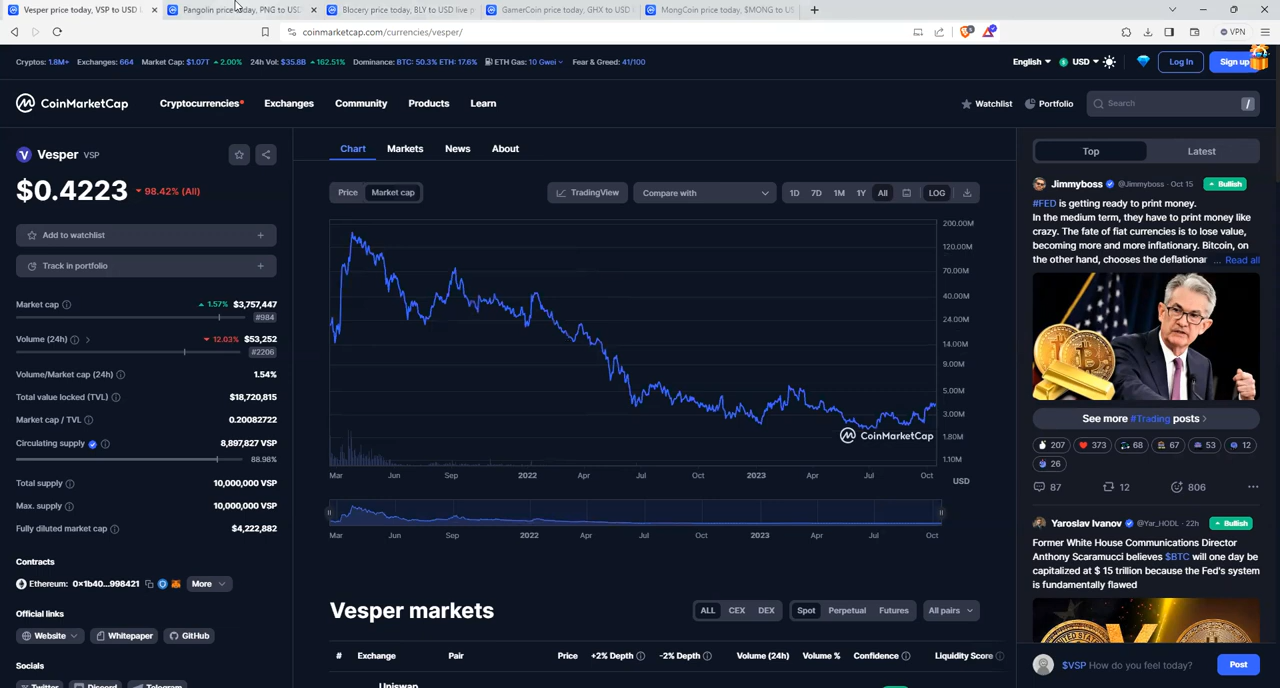 Vesper price today, VSP to USD l
Pangolin price today, PNG to USD
Blocery price today, BLY to USD live p
GamerCoin price today, GHX to USD l
MongCoin price today, $MONG to US
coinmarketcap.com/currencies/vesper/
VPN
Cryptos: 1.8M+ Exchanges: 664 Market Cap: $1.07T 2.00% 24h Vol: $35.8B 162.51% Dominance: BTC: 50.3% ETH: 17.6% ETH Gas: 10 Gwei Fear & Greed: 41/100
English USD Log In Sign up
CoinMarketCap Cryptocurrencies Exchanges Community Products Learn
Watchlist Portfolio Search /
Vesper VSP
$0.4223 98.42% (All)
Add to watchlist +
Track in portfolio +
Market cap 1.57% $3,757,447
#984
Volume (24h) 12.03% $53,252
#2206
Volume/Market cap (24h) 1.54%
Total value locked (TVL) $18,720,815
Market cap / TVL 0.20082722
Circulating supply 8,897,827 VSP
88.98%
Total supply 10,000,000 VSP
Max. supply 10,000,000 VSP
Fully diluted market cap $4,222,882
Contracts
Ethereum: 0x1b40...998421 More
Official links
Website Whitepaper GitHub
Socials
Twitter Discord Telegram
Chart Markets News About
Price Market cap TradingView Compare with 1D 7D 1M 1Y All LOG
200.00M
120.00M
70.00M
40.00M
24.00M
14.00M
9.00M
5.00M
3.00M
1.80M
1.10M
CoinMarketCap
Mar Jun Sep 2022 Apr Jul Oct 2023 Apr Jul Oct
USD
Mar Jun Sep 2022 Apr Jul Oct 2023 Apr Jul Oct
Vesper markets
ALL CEX DEX Spot Perpetual Futures All pairs
# Exchange Pair Price +2% Depth -2% Depth Volume (24h) Volume % Confidence Liquidity Score
Uniswap
Top Latest
Jimmyboss @Jimmyboss · Oct 15 Bullish
#FED is getting ready to print money.
In the medium term, they have to print money like
crazy. The fate of fiat currencies is to lose value,
becoming more and more inflationary. Bitcoin, on
the other hand, chooses the deflationar ... Read all
See more #Trading posts
207 373 68 67 53 12
26
87 12 806
Yaroslav Ivanov @Yar_HODL · 22h Bullish
Former White House Communications Director
Anthony Scaramucci believes $BTC will one day be
capitalized at $ 15 trillion because the Fed's system
is fundamentally flawed
$VSP How do you feel today? Post